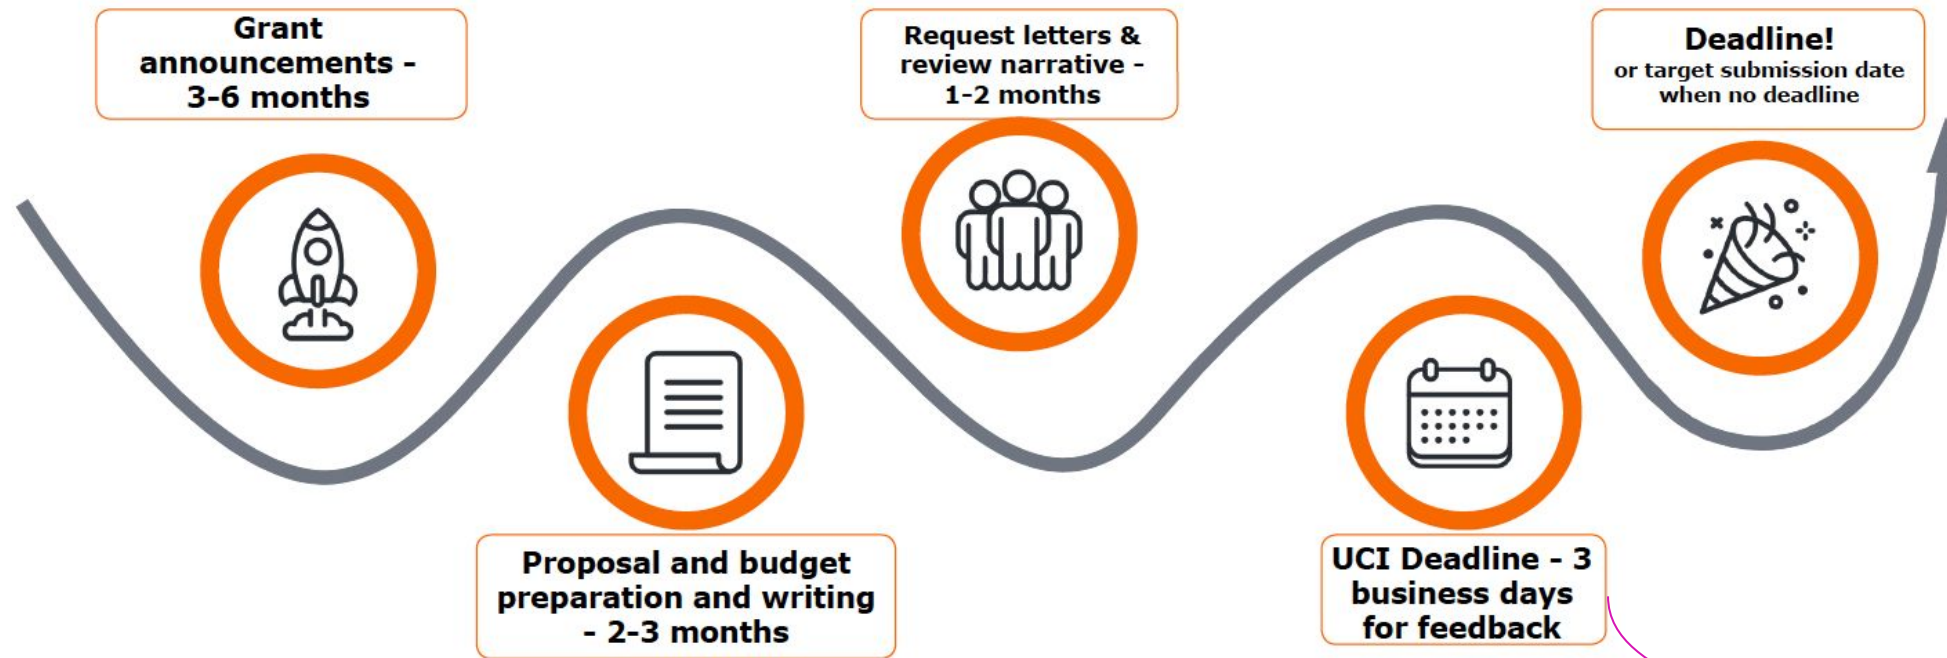 Grant
announcements -
3-6 months
Proposal and budget
preparation and writing
- 2-3 months
Request letters &
review narrative -
1-2 months
UCI Deadline - 3
business days
for feedback
Deadline!
or target submission date
when no deadline